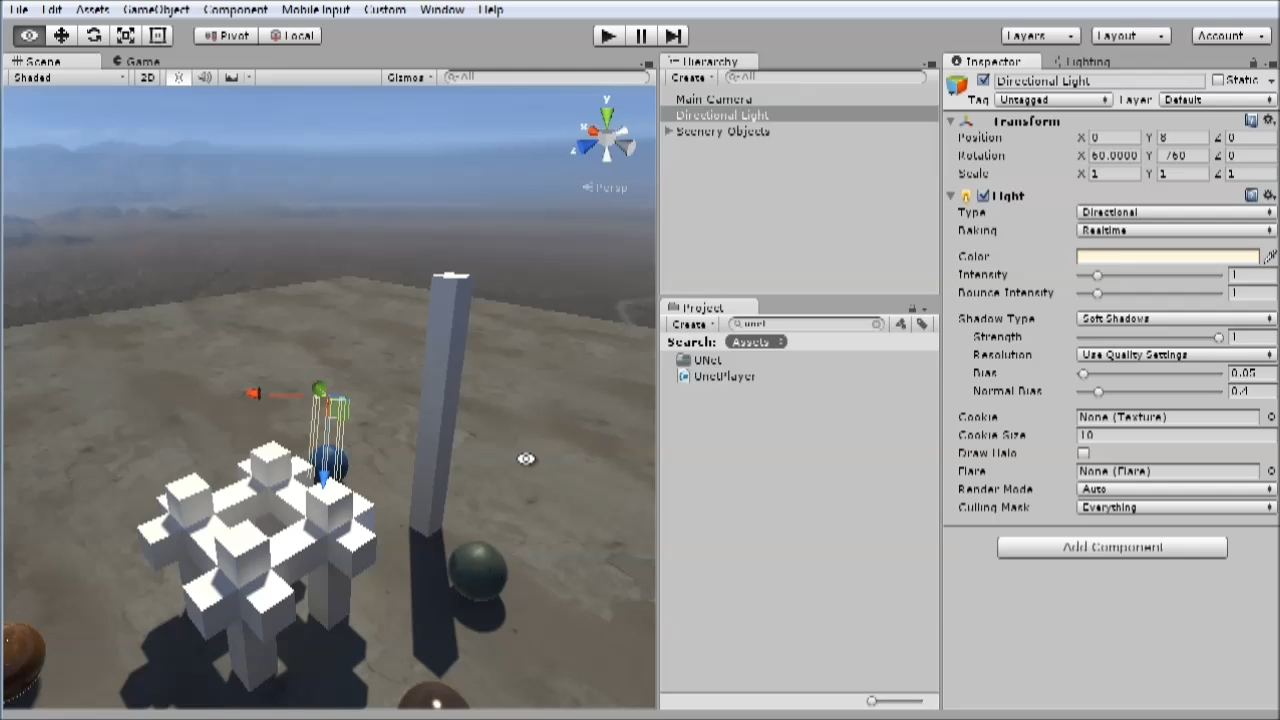 File Edit Assets GameObject Component Mobile Input Custom Window Help
Pivot Local Layers Layout Account
Scene Game
Shaded 2D Gizmos All
Y
X
Z
Persp
Hierarchy
Create All
Main Camera
Directional Light
Scenery Objects
Project
Create unet
Search: Assets
UNet
UnetPlayer
Inspector Lighting
Directional Light Static
Tag Untagged Layer Default
Transform
Position X 0 Y 8 Z 0
Rotation X 60.0000 Y 760 Z 0
Scale X 1 Y 1 Z 1
Light
Type Directional
Baking Realtime
Color
Intensity 1
Bounce Intensity 1
Shadow Type Soft Shadows
Strength 1
Resolution Use Quality Settings
Bias 0.05
Normal Bias 0.4
Cookie None (Texture)
Cookie Size 10
Draw Halo
Flare None (Flare)
Render Mode Auto
Culling Mask Everything
Add Component